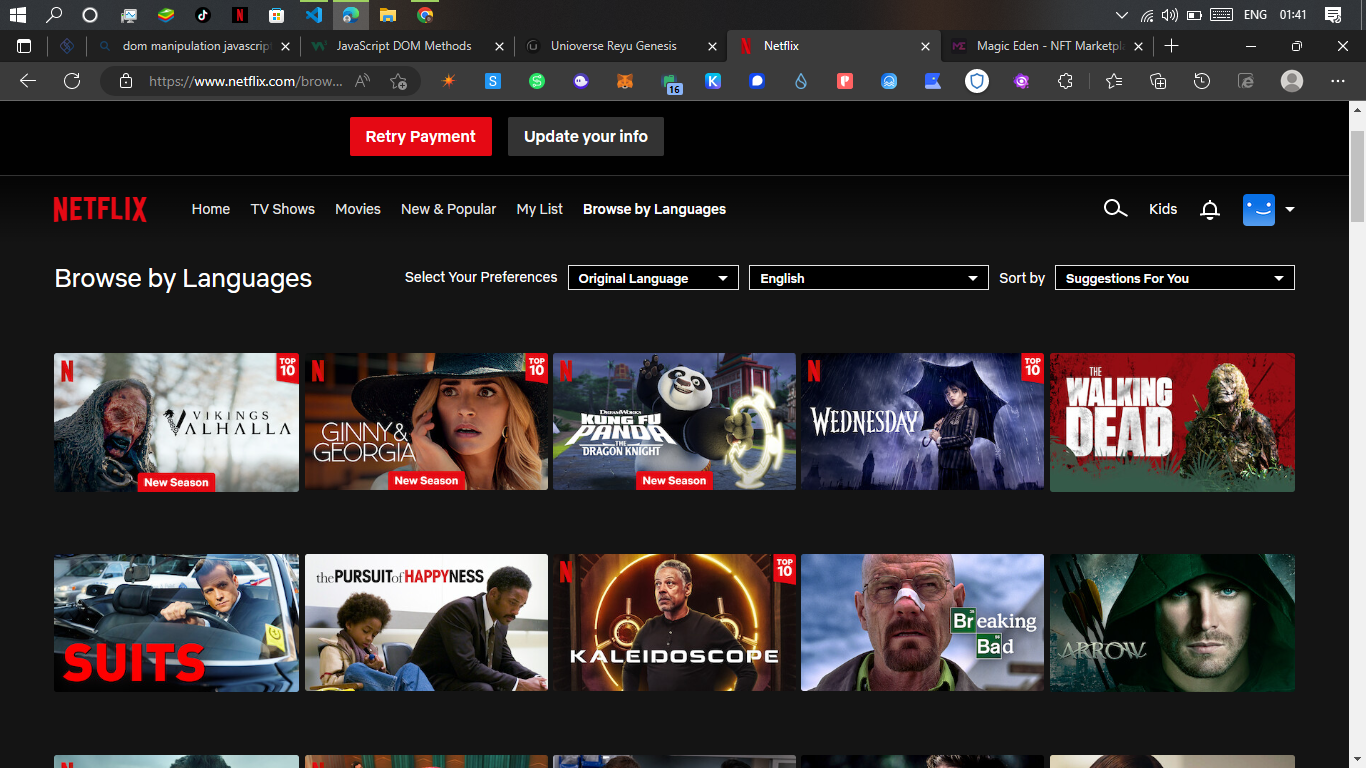 ENG 01:41
dom manipulation javascrip
JavaScript DOM Methods
Unioverse Reyu Genesis
Netflix
Magic Eden - NFT Marketpl
https://www.netflix.com/brow...
16
Retry Payment
Update your info
NETFLIX
Home
TV Shows
Movies
New & Popular
My List
Browse by Languages
Kids
Browse by Languages
Select Your Preferences
Original Language
English
Sort by
Suggestions For You
N
TOP
10
VIKINGS
VALHALLA
New Season
N
TOP
10
GINNY&
GEORGIA
New Season
N
DREAMWORKS
KUNG FU
PANDA
THE
DRAGON KNIGHT
New Season
N
TOP
10
WEDNESDAY
THE
WALKING
DEAD
SUITS
the PURSUIT of HAPPYNESS
N
TOP
10
KALEIDOSCOPE
Breaking
Bad
ARROW